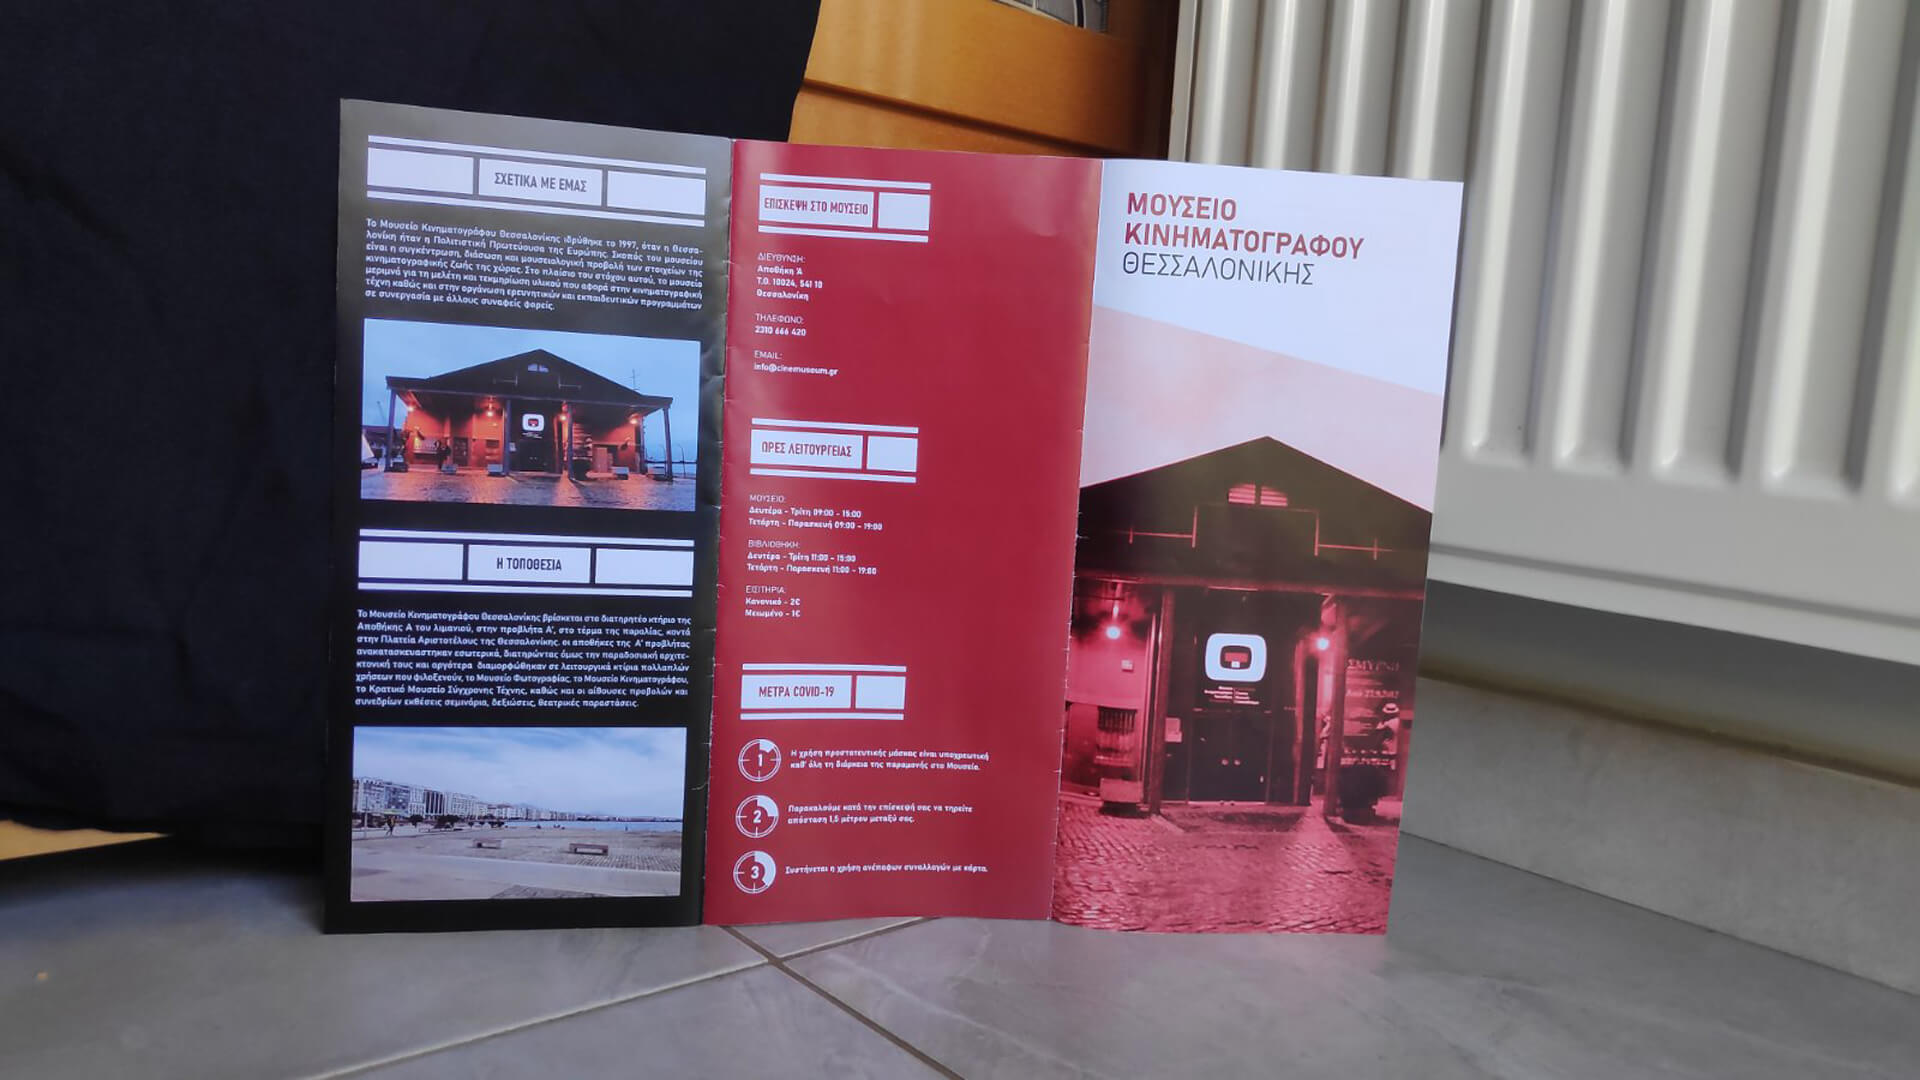 ΣΧΕΤΙΚΑ ΜΕ ΕΜΑΣ
Το Μουσείο Κινηματογράφου Θεσσαλονίκης ιδρύθηκε το 1997, όταν η Θεσσα-
λονίκη ήταν η Πολιτιστική Πρωτεύουσα της Ευρώπης. Σκοπός του μουσείου
είναι η συγκέντρωση, διάσωση και μουσειολογική προβολή των στοιχείων της
κινηματογραφικής ζωής της χώρας. Στο πλαίσιο του στόχου αυτού, το μουσείο
μεριμνά για τη μελέτη και τεκμηρίωση υλικού που αφορά στην κινηματογραφική
τέχνη καθώς και στην οργάνωση ερευνητικών και εκπαιδευτικών προγραμμάτων
σε συνεργασία με άλλους συναφείς φορείς.
Η ΤΟΠΟΘΕΣΙΑ
Το Μουσείο Κινηματογράφου Θεσσαλονίκης βρίσκεται στο διατηρητέο κτήριο της
Αποθήκης Α του λιμανιού, στην προβλήτα Α', στο τέρμα της παραλίας, κοντά
στην Πλατεία Αριστοτέλους της Θεσσαλονίκης. οι αποθήκες της Α' προβλήτας
ανακατασκευαστηκαν εσωτερικά, διατηρώντας όμως την παραδοσιακή αρχιτε-
κτονική τους και αργότερα διαμορφώθηκαν σε λειτουργικά κτίρια πολλαπλών
χρήσεων που φιλοξενούν, το Μουσείο Φωτογραφίας, το Μουσείο Κινηματογράφου,
το Κρατικό Μουσείο Σύγχρονης Τέχνης, καθώς και οι αίθουσες προβολών και
συνεδρίων εκθέσεις σεμινάρια, δεξιώσεις, θεατρικές παραστάσεις.
ΕΠΙΣΚΕΨΗ ΣΤΟ ΜΟΥΣΕΙΟ
ΔΙΕΥΘΥΝΣΗ:
Αποθήκη Ά
Τ.Ο. 10024, 541 10
Θεσσαλονίκη
ΤΗΛΕΦΩΝΟ:
2310 666 420
EMAIL:
info@cinemuseum.gr
ΩΡΕΣ ΛΕΙΤΟΥΡΓΕΙΑΣ
ΜΟΥΣΕΙΟ:
Δευτέρα - Τρίτη 09:00 - 15:00
Τετάρτη - Παρασκευή 09:00 - 19:00
ΒΙΒΛΙΟΘΗΚΗ:
Δευτέρα - Τρίτη 11:00 - 15:00
Τετάρτη - Παρασκευή 11:00 - 19:00
ΕΙΣΙΤΗΡΙΑ:
Κανονικό - 2€
Μειωμένο - 1€
ΜΕΤΡΑ COVID-19
1
Η χρήση προστατευτικής μάσκας είναι υποχρεωτική
καθ' όλη τη διάρκεια της παραμονής στο Μουσείο.
2
Παρακαλούμε κατά την επίσκεψή σας να τηρείτε
απόσταση 1,5 μέτρου μεταξύ σας.
3
Συστήνεται η χρήση ανέπαφων συναλλαγών με κάρτα.
ΜΟΥΣΕΙΟ
ΚΙΝΗΜΑΤΟΓΡΑΦΟΥ
ΘΕΣΣΑΛΟΝΙΚΗΣ
ΣΜΥΡΝΗ